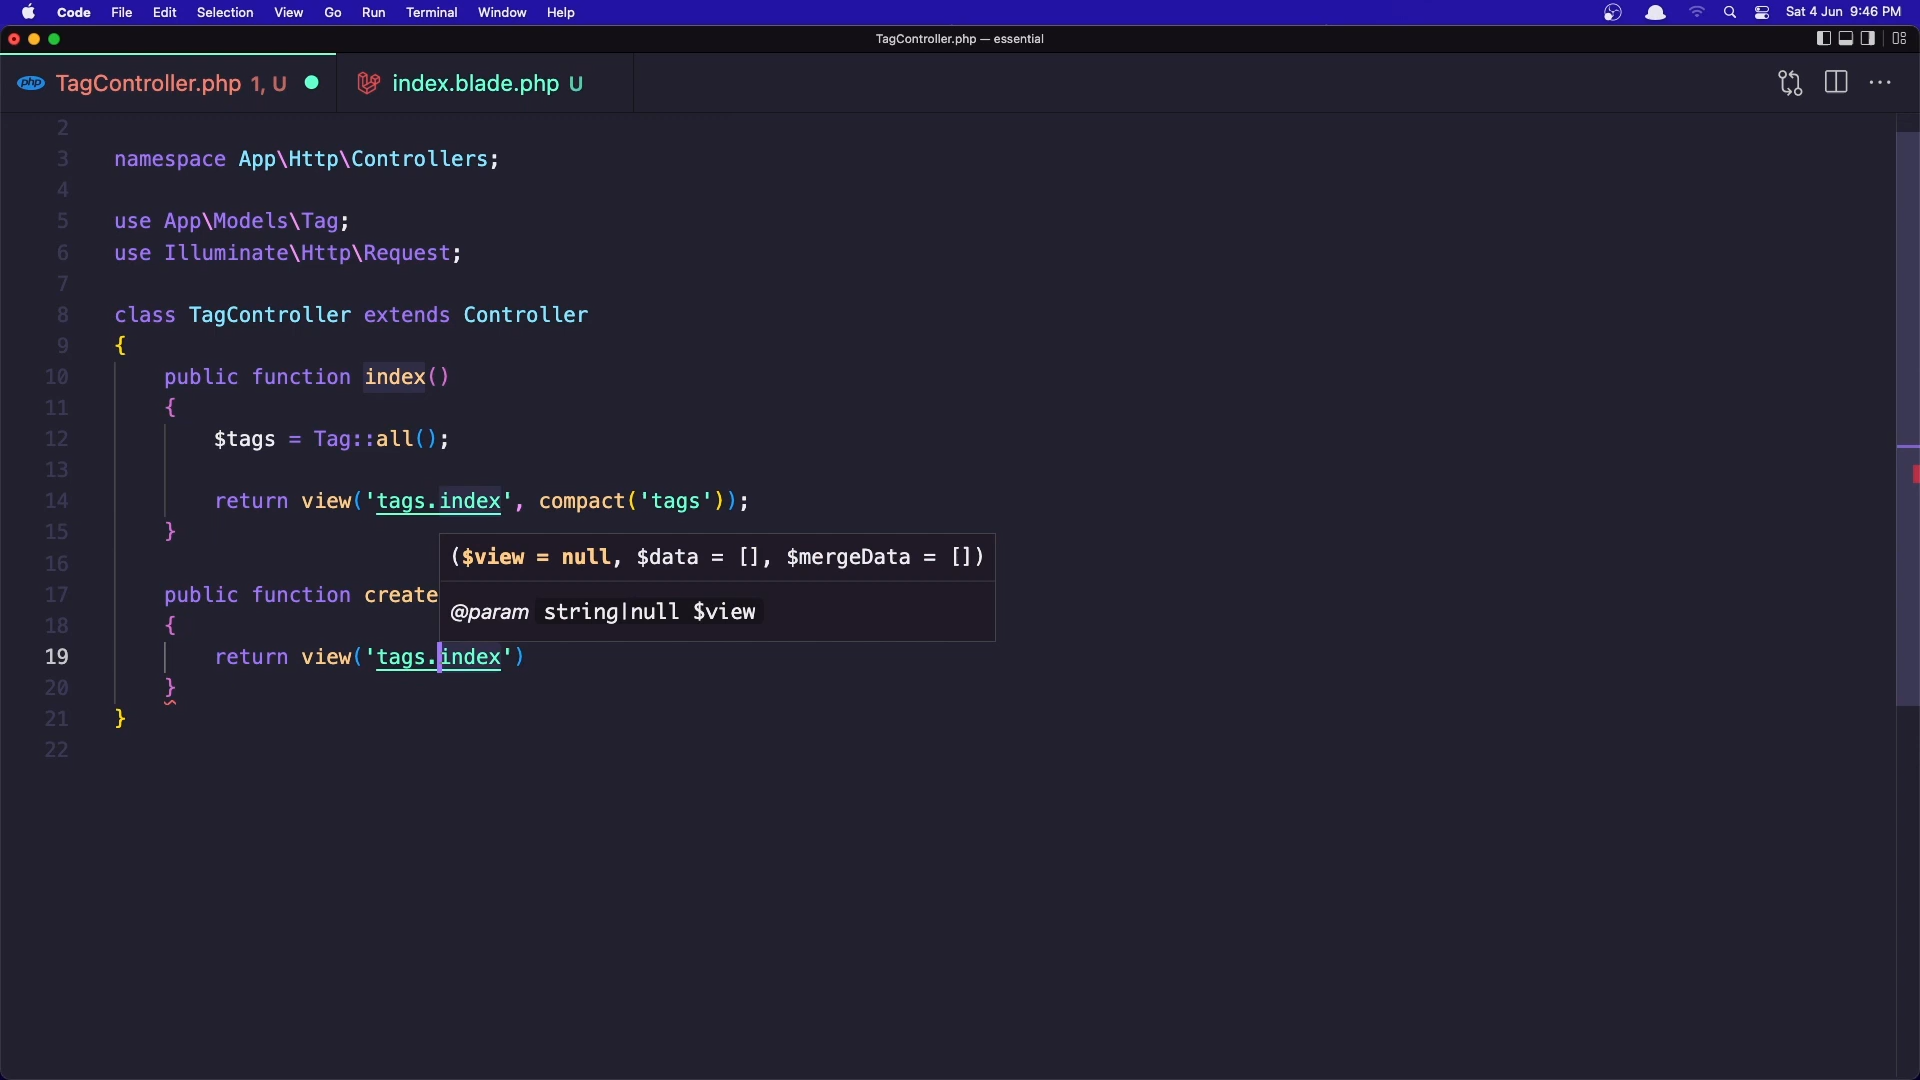 Code File Edit Selection View Go Run Terminal Window Help Sat 4 Jun 9:46 PM
TagController.php — essential
php TagController.php 1, U index.blade.php U
2
3 namespace App\Http\Controllers;
4
5 use App\Models\Tag;
6 use Illuminate\Http\Request;
7
8 class TagController extends Controller
9 {
10 public function index()
11 {
12 $tags = Tag::all();
13
14 return view('tags.index', compact('tags'));
15 }
16 ($view = null, $data = [], $mergeData = [])
17 public function create
@param string|null $view
18 {
19 return view('tags.index')
20 }
21 }
22